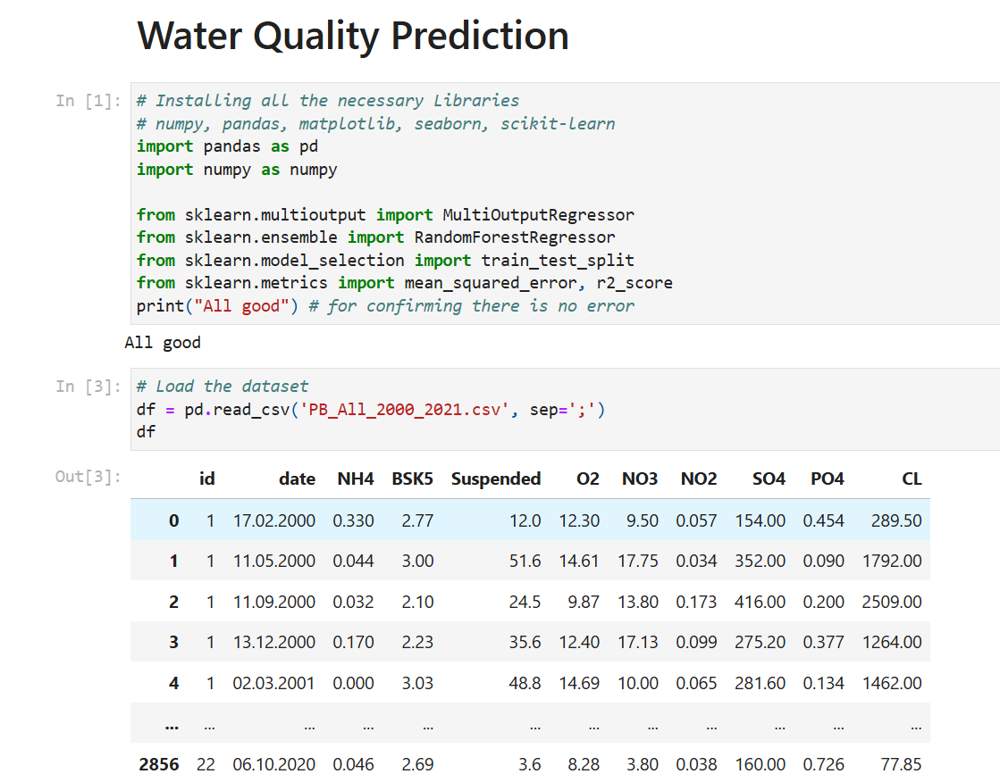 Water Quality Prediction
In [1]:
# Installing all the necessary Libraries
# numpy, pandas, matplotlib, seaborn, scikit-learn
import pandas as pd
import numpy as numpy
from sklearn.multioutput import MultiOutputRegressor
from sklearn.ensemble import RandomForestRegressor
from sklearn.model_selection import train_test_split
from sklearn.metrics import mean_squared_error, r2_score
print("All good") # for confirming there is no error
All good
In [3]:
# Load the dataset
df = pd.read_csv('PB_All_2000_2021.csv', sep=';')
df
Out[3]:
id date NH4 BSK5 Suspended O2 NO3 NO2 SO4 PO4 CL
0 1 17.02.2000 0.330 2.77 12.0 12.30 9.50 0.057 154.00 0.454 289.50
1 1 11.05.2000 0.044 3.00 51.6 14.61 17.75 0.034 352.00 0.090 1792.00
2 1 11.09.2000 0.032 2.10 24.5 9.87 13.80 0.173 416.00 0.200 2509.00
3 1 13.12.2000 0.170 2.23 35.6 12.40 17.13 0.099 275.20 0.377 1264.00
4 1 02.03.2001 0.000 3.03 48.8 14.69 10.00 0.065 281.60 0.134 1462.00
... ... ... ... ... ... ... ... ... ... ... ...
2856 22 06.10.2020 0.046 2.69 3.6 8.28 3.80 0.038 160.00 0.726 77.85